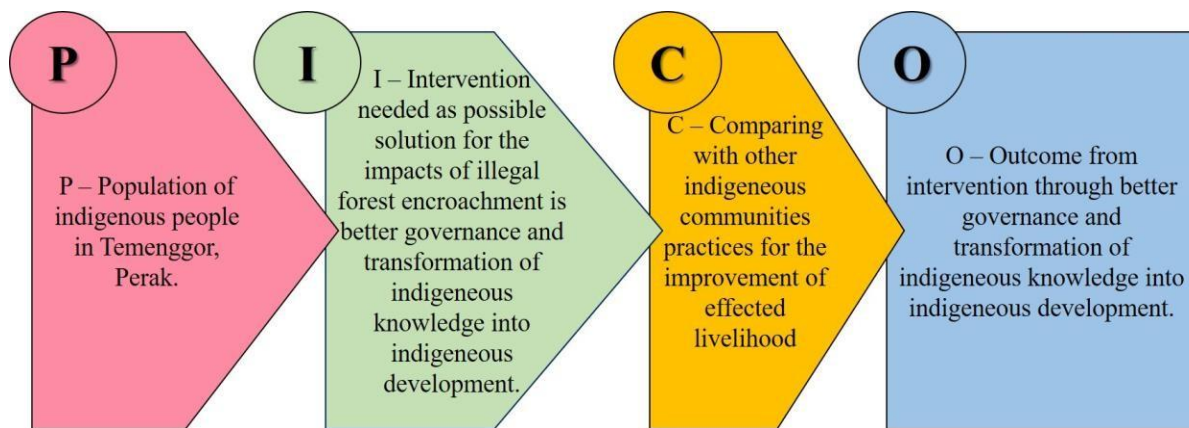 P
P – Population of
indigenous people
in Temenggor,
Perak.
I
I – Intervention
needed as possible
solution for the
impacts of illegal
forest encroachment is
better governance and
transformation of
indigeneous
knowledge into
indigeneous
development.
C
C – Comparing
with other
indigeneous
communities
practices for the
improvement of
effected
livelihood
O
O – Outcome from
intervention through better
governance and
transformation of
indigeneous knowledge into
indigeneous development.